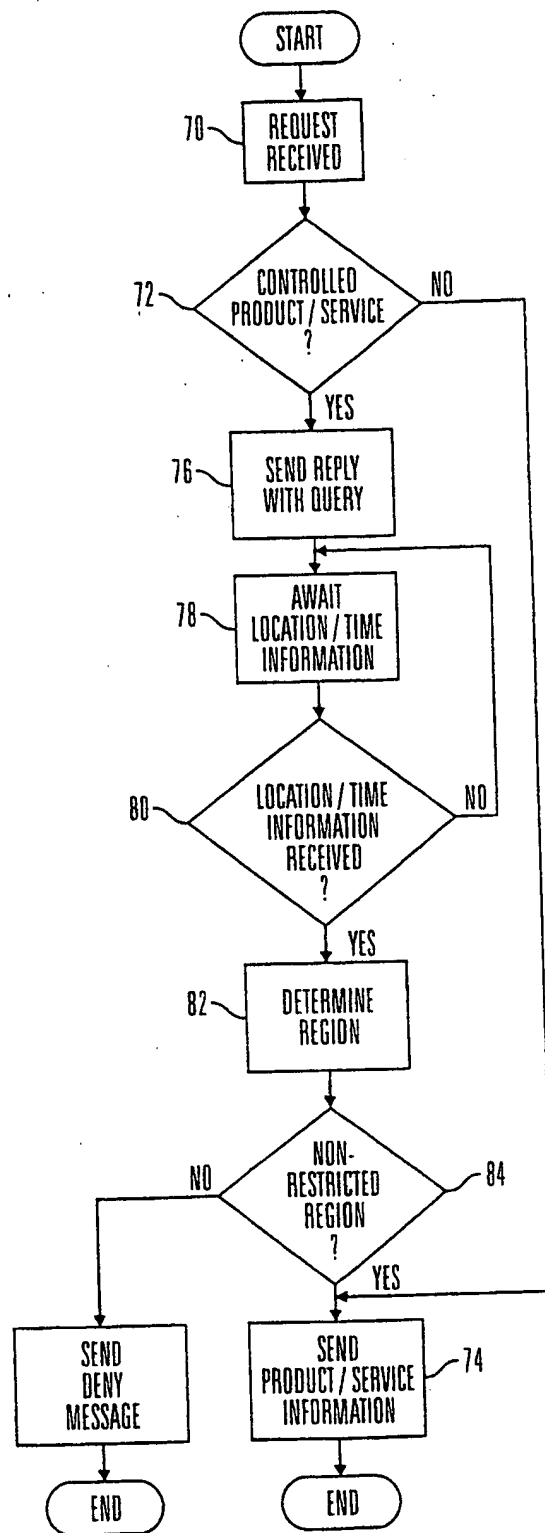 START
70
REQUEST
RECEIVED
72
CONTROLLED
PRODUCT / SERVICE
?
NO
YES
76
SEND REPLY
WITH QUERY
78
AWAIT
LOCATION / TIME
INFORMATION
80
LOCATION / TIME
INFORMATION
RECEIVED
?
NO
YES
82
DETERMINE
REGION
NON-
RESTRICTED
REGION
?
NO
84
YES
SEND
DENY
MESSAGE
SEND
PRODUCT / SERVICE
INFORMATION
74
END
END